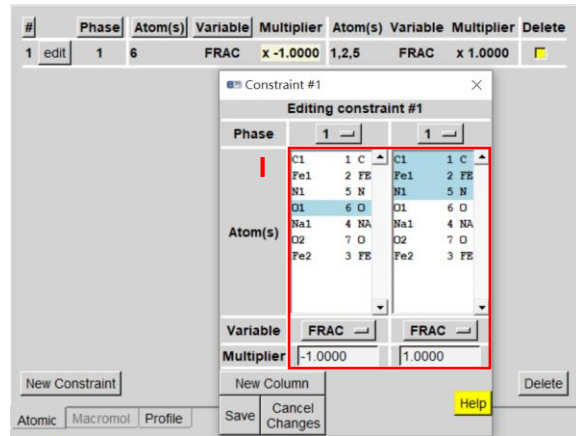 # Phase Atom(s) Variable Multiplier Atom(s) Variable Multiplier Delete
1 edit 1 6 FRAC x -1.0000 1,2,5 FRAC x 1.0000
Constraint #1
Editing constraint #1
Phase 1 1
I
C1 1 C C1 1 C
Fe1 2 FE Fe1 2 FE
N1 5 N N1 5 N
O1 6 O O1 6 O
Na1 4 NA Na1 4 NA
O2 7 O O2 7 O
Fe2 3 FE Fe2 3 FE
Atom(s)
Variable FRAC FRAC
Multiplier -1.0000 1.0000
New Column
Save Cancel Changes Help
New Constraint Delete
Atomic Macromol Profile